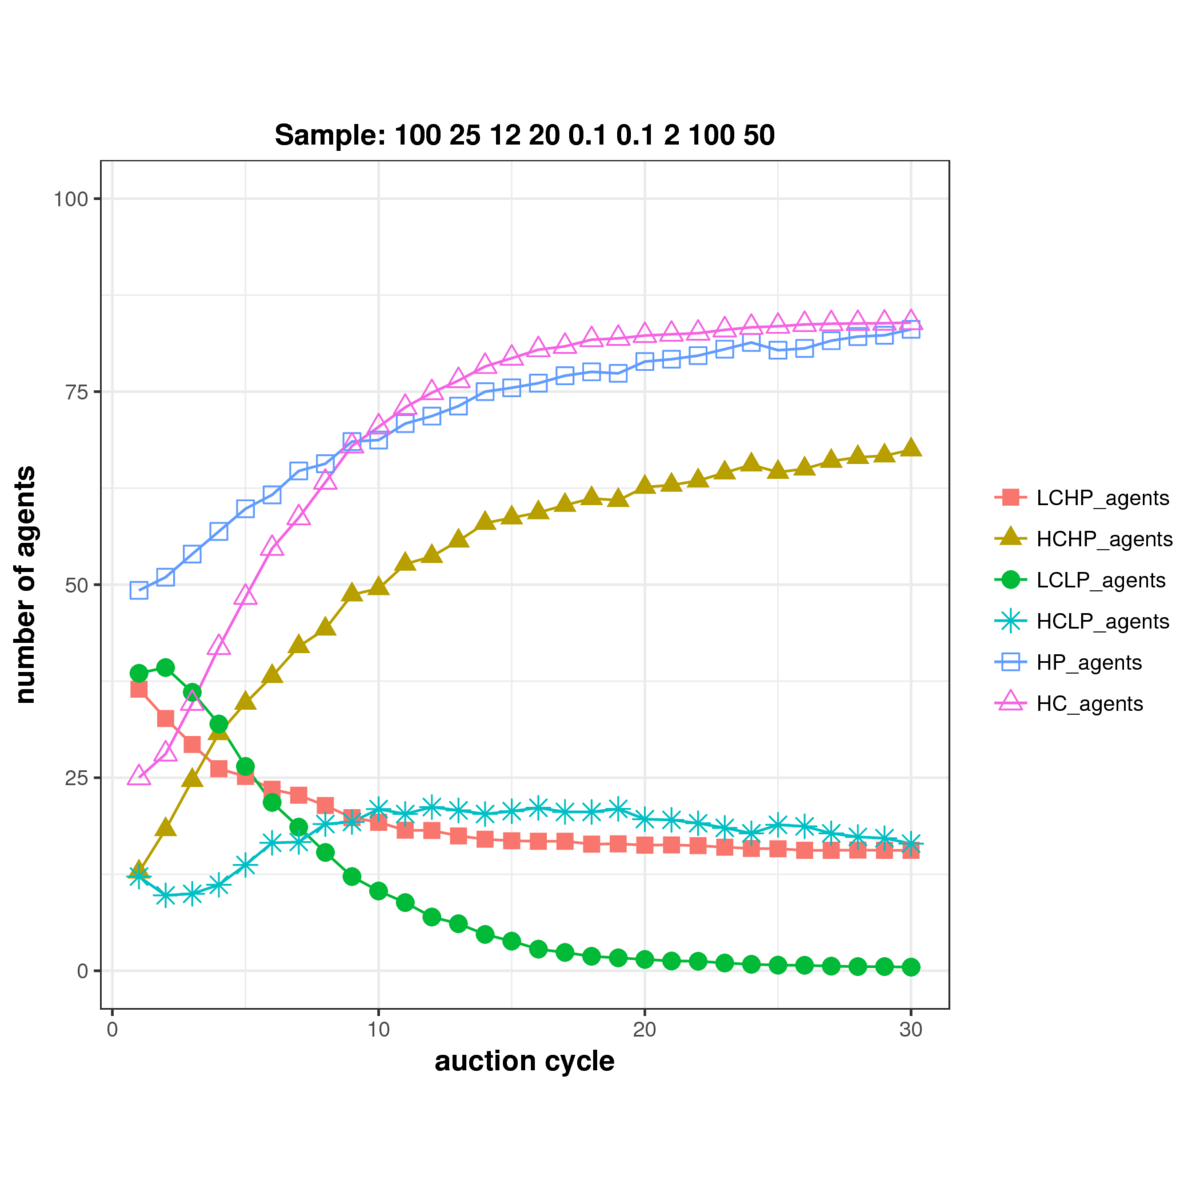 Sample: 100 25 12 20 0.1 0.1 2 100 50
100
75
50
25
0
0 10 20 30
number of agents
auction cycle
LCHP_agents
HCHP_agents
LCLP_agents
HCLP_agents
HP_agents
HC_agents